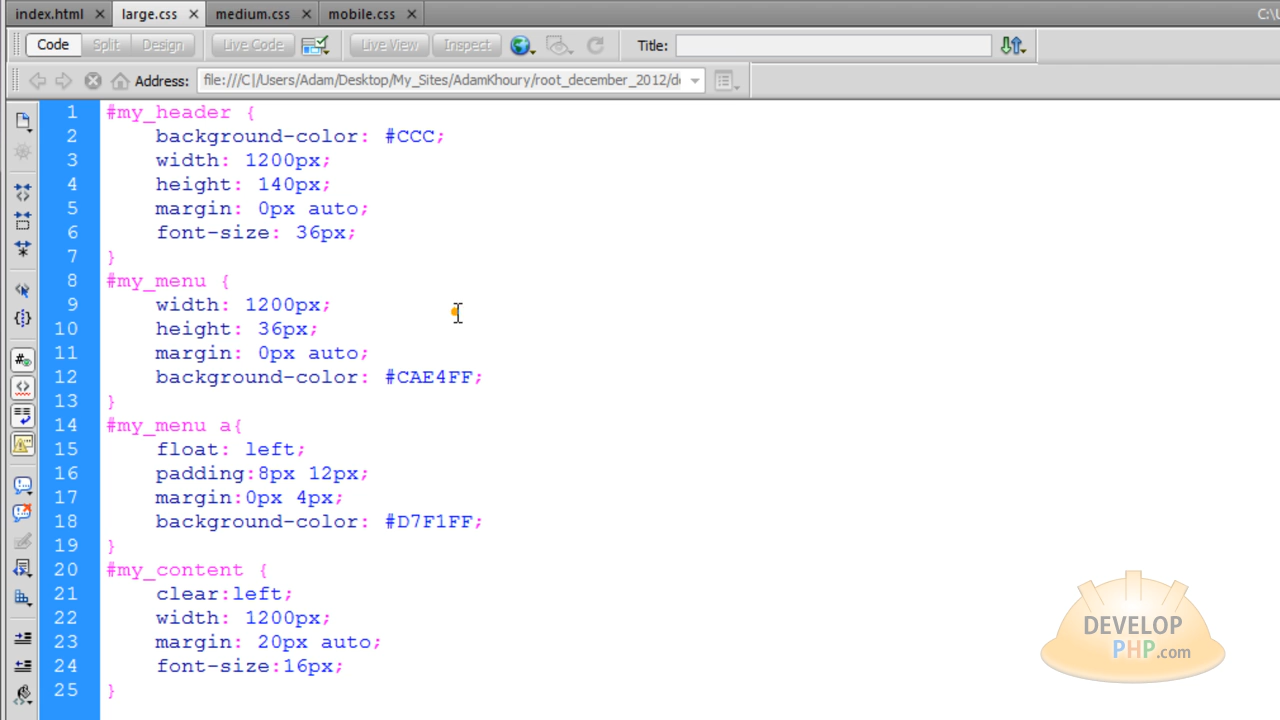 index.html
large.css
medium.css
mobile.css
C:\U
Code Split Design Live Code Live View Inspect Title:
Address: file:///C|/Users/Adam/Desktop/My_Sites/AdamKhoury/root_december_2012/de
1 #my_header {
2 background-color: #CCC;
3 width: 1200px;
4 height: 140px;
5 margin: 0px auto;
6 font-size: 36px;
7 }
8 #my_menu {
9 width: 1200px;
10 height: 36px;
11 margin: 0px auto;
12 background-color: #CAE4FF;
13 }
14 #my_menu a{
15 float: left;
16 padding:8px 12px;
17 margin:0px 4px;
18 background-color: #D7F1FF;
19 }
20 #my_content {
21 clear:left;
22 width: 1200px;
23 margin: 20px auto;
24 font-size:16px;
25 }
DEVELOP
PHP.com